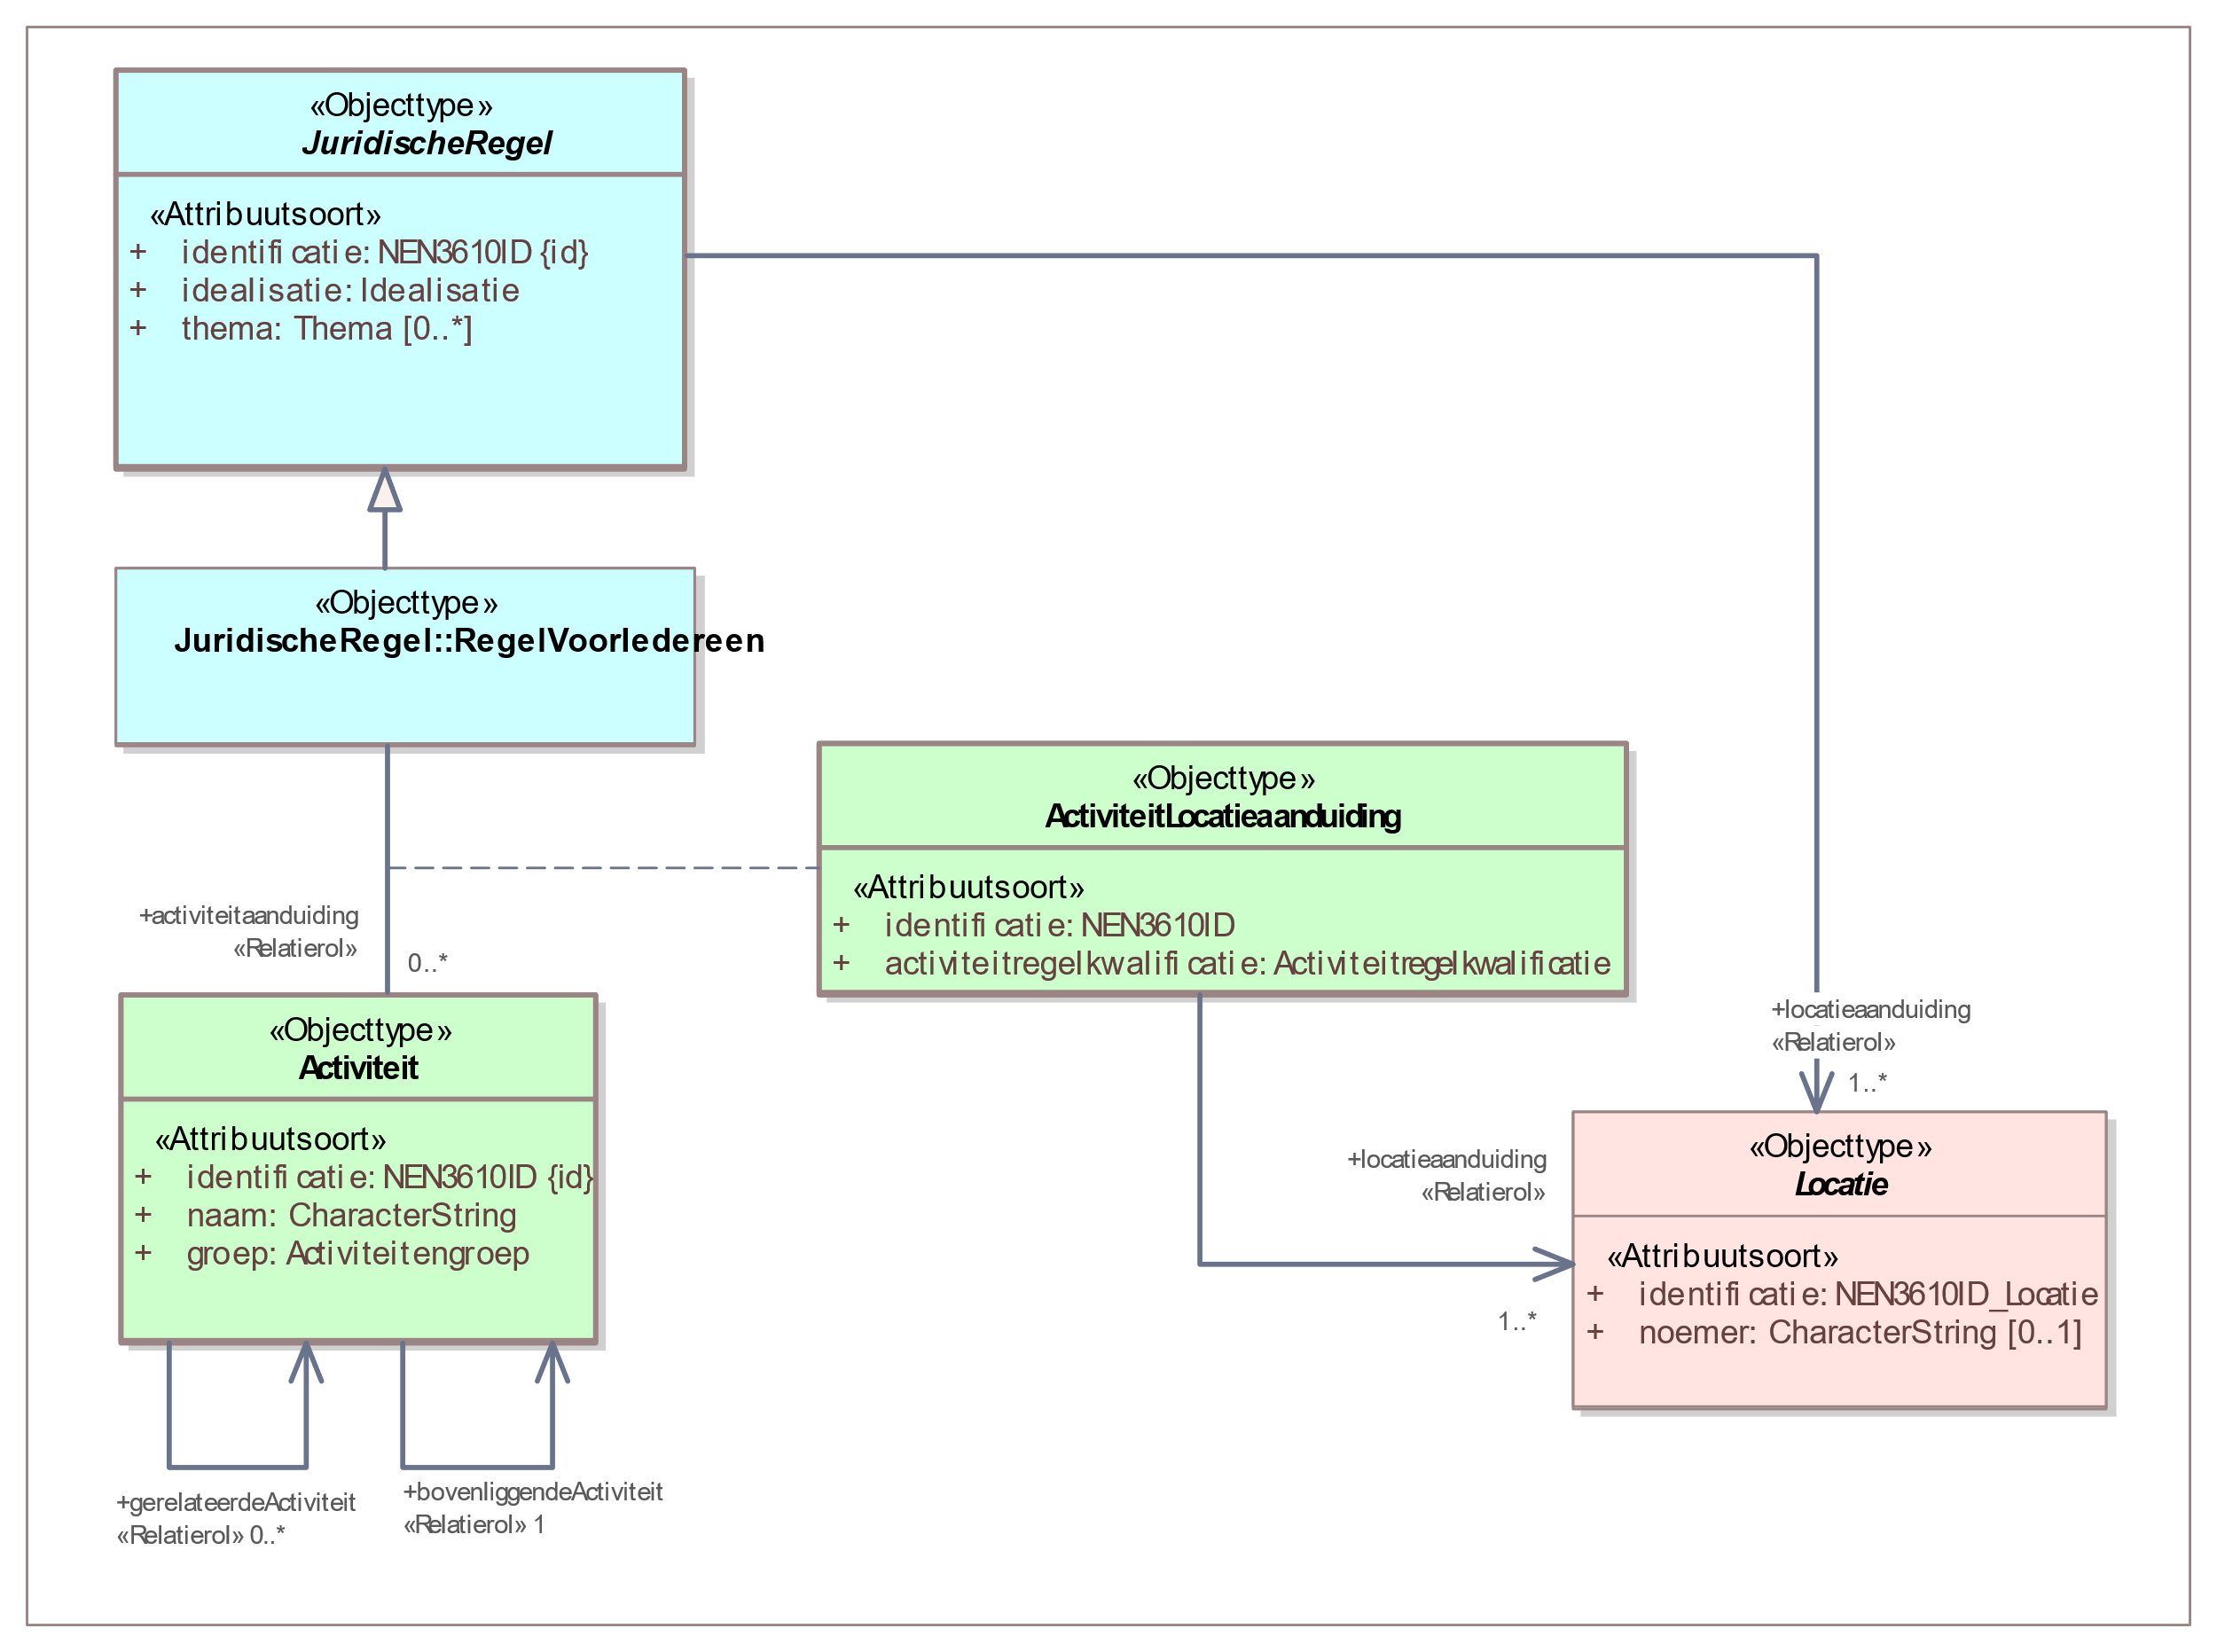 «Objecttype»
JuridischeRegel
«Attribuutsoort»
+ identificatie: NEN3610ID {id}
+ idealisatie: Idealisatie
+ thema: Thema [0..*]
«Objecttype»
JuridischeRegel::RegelVoorIedereen
«Objecttype»
ActiviteitLocatieaanduiding
«Attribuutsoort»
+ identificatie: NEN3610ID
+ activiteitregelkwalificatie: Activiteitregelkwalificatie
+activiteitaanduiding
«Relatierol»
0..*
«Objecttype»
Activiteit
«Attribuutsoort»
+ identificatie: NEN3610ID {id}
+ naam: CharacterString
+ groep: Activiteitengroep
+locatieaanduiding
«Relatierol»
1..*
+locatieaanduiding
«Relatierol»
1..*
«Objecttype»
Locatie
«Attribuutsoort»
+ identificatie: NEN3610ID_Locatie
+ noemer: CharacterString [0..1]
+gerelateerdeActiviteit
«Relatierol» 0..*
+bovenliggendeActiviteit
«Relatierol» 1